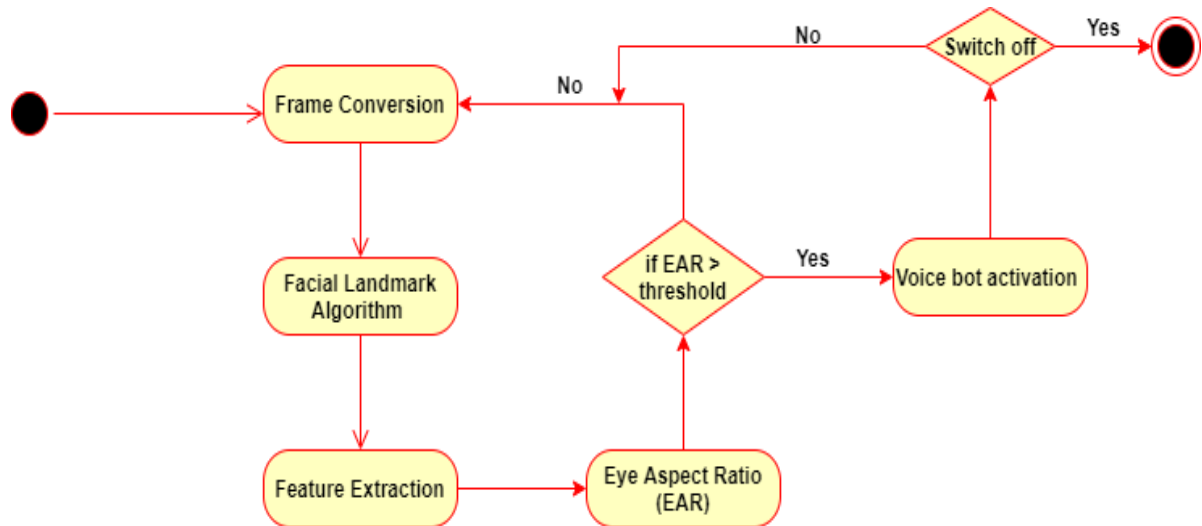 No
Switch off
Yes
Frame Conversion
No
if EAR >
threshold
Yes
Voice bot activation
Facial Landmark
Algorithm
Feature Extraction
Eye Aspect Ratio
(EAR)